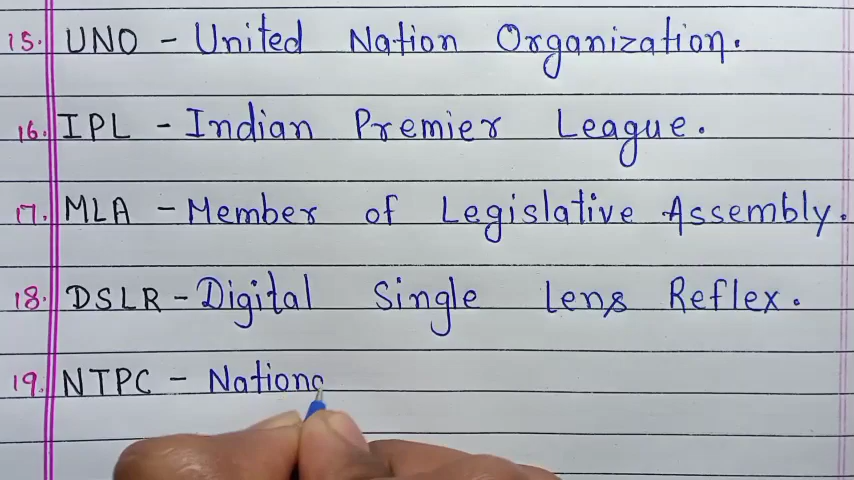 15. UNO - United Nation Organization.
16. IPL - Indian Premier League.
17. MLA - Member of Legislative Assembly.
18. DSLR - Digital Single Lens Reflex.
19. NTPC - Nationa